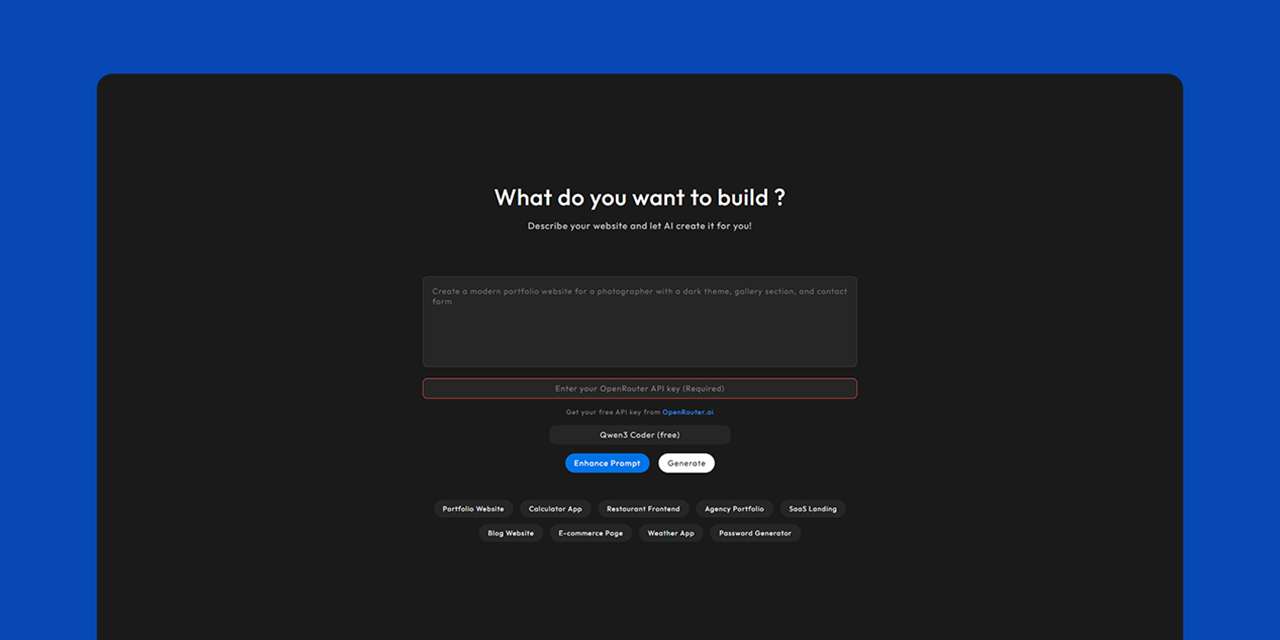 What do you want to build ?
Describe your website and let AI create it for you!
Create a modern portfolio website for a photographer with a dark theme, gallery section, and contact
form
Enter your OpenRouter API key (Required)
Get your free API key from OpenRouter.ai
Qwen3 Coder (free)
Enhance Prompt Generate
Portfolio Website Calculator App Restaurant Frontend Agency Portfolio SaaS Landing
Blog Website E-commerce Page Weather App Password Generator